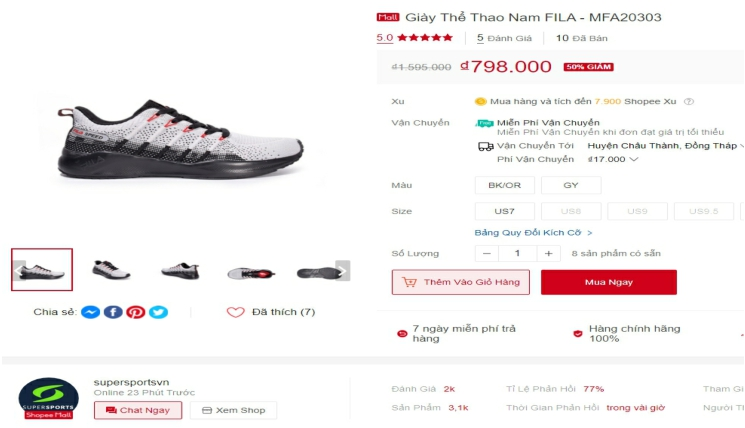 Mall Giày Thể Thao Nam FILA - MFA20303
5.0 5 Đánh Giá 10 Đã Bán
₫1.595.000 ₫798.000 50% GIẢM
Xu Mua hàng và tích đến 7.900 Shopee Xu
Vận Chuyển Miễn Phí Vận Chuyển
Miễn Phí Vận Chuyển khi đơn đạt giá trị tối thiểu
Vận Chuyển Tới Huyện Châu Thành, Đồng Tháp
Phí Vận Chuyển ₫17.000
Màu BK/OR GY
Size US7 US8 US9 US9.5
Bảng Quy Đổi Kích Cỡ >
Số Lượng − 1 + 8 sản phẩm có sẵn
Thêm Vào Giỏ Hàng Mua Ngay
Chia sẻ: Đã thích (7)
7 ngày miễn phí trả hàng
Hàng chính hãng 100%
SUPERSPORTS
Shopee Mall
supersportsvn
Online 23 Phút Trước
Chat Ngay Xem Shop
Đánh Giá 2k Tỉ Lệ Phản Hồi 77% Tham Gi
Sản Phẩm 3,1k Thời Gian Phản Hồi trong vài giờ Người T